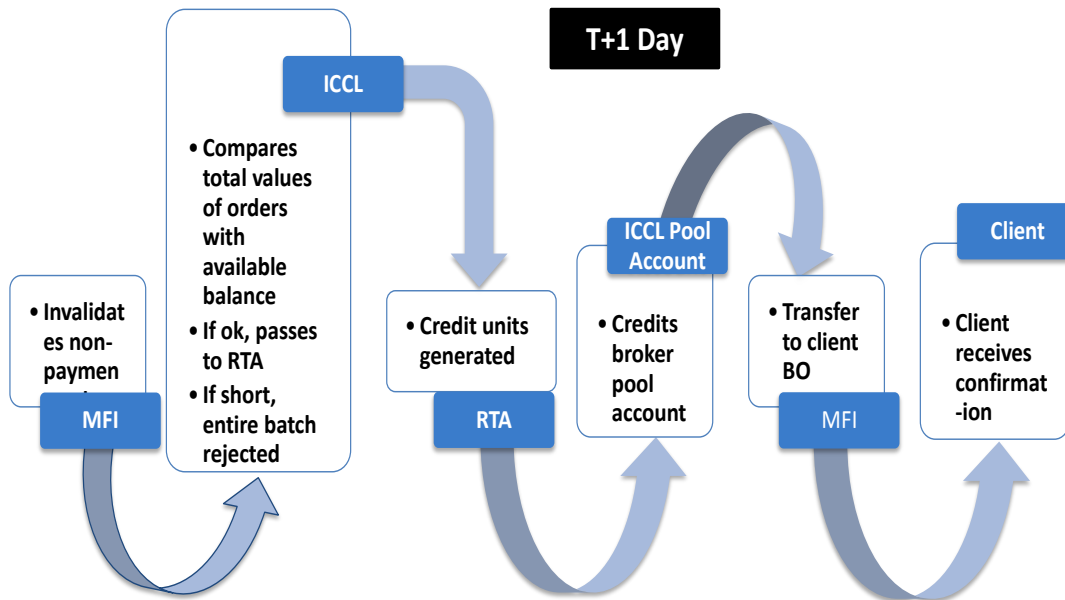 T+1 Day
• Invalidat
es non-
paymen
MFI
ICCL
• Compares
total values
of orders
with
available
balance
• If ok, passes
to RTA
• If short,
entire batch
rejected
• Credit units
generated
RTA
ICCL Pool
Account
• Credits
broker
pool
account
• Transfer
to client
BO
MFI
Client
• Client
receives
confirmat
-ion